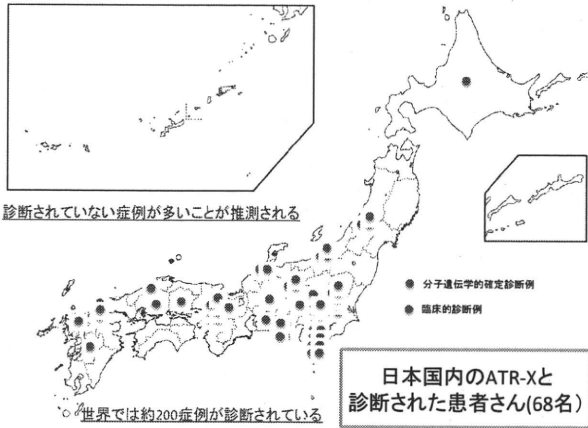 診断されていない症例が多いことが推測される
分子遺伝学的確定診断例
臨床的診断例
日本国内のATR-Xと
診断された患者さん(68名)
世界では約200症例が診断されている